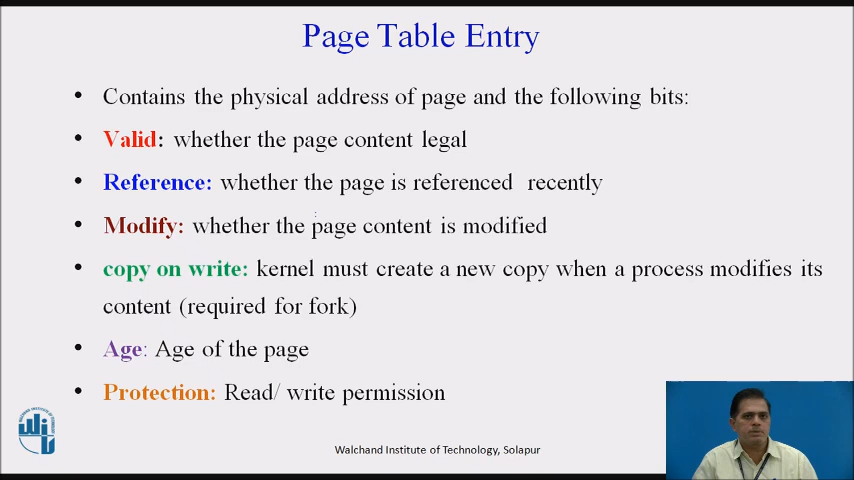 Page Table Entry
• Contains the physical address of page and the following bits:
• Valid: whether the page content legal
• Reference: whether the page is referenced recently
• Modify: whether the page content is modified
• copy on write: kernel must create a new copy when a process modifies its
content (required for fork)
• Age: Age of the page
• Protection: Read/ write permission
Walchand Institute of Technology, Solapur